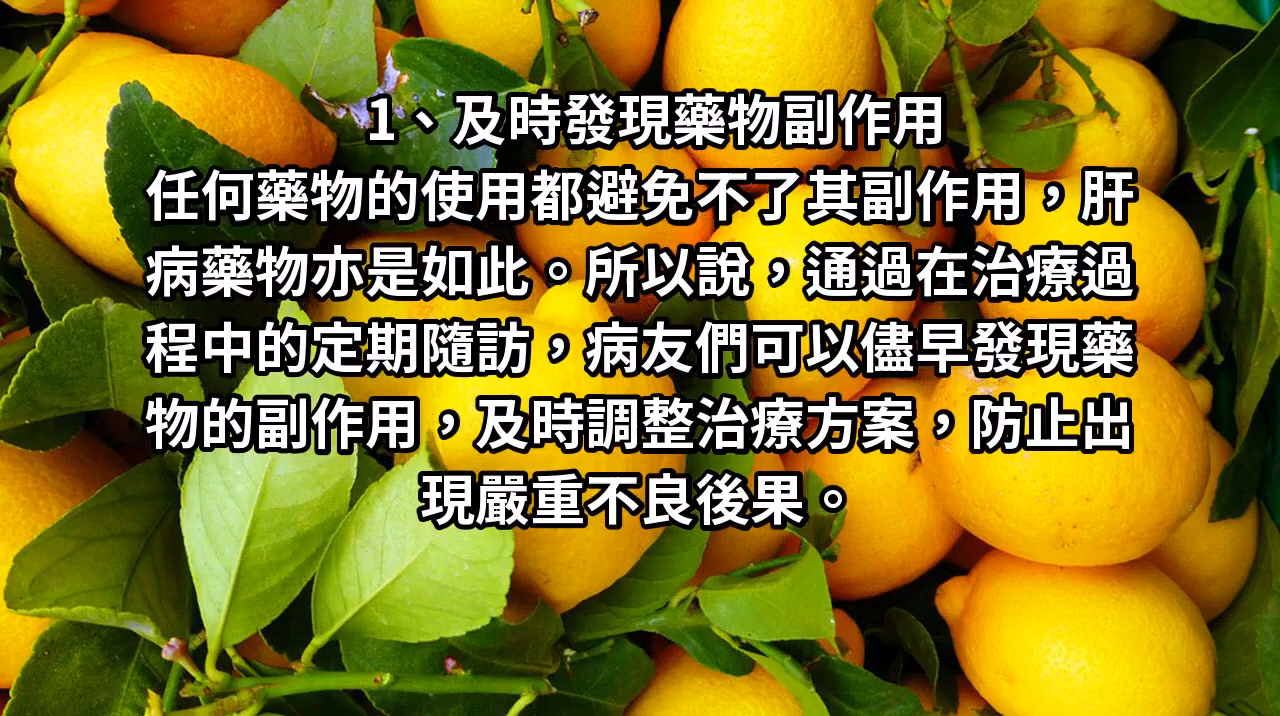 1、及時發現藥物副作用
任何藥物的使用都避免不了其副作用，肝
病藥物亦是如此。所以說，通過在治療過
程中的定期隨訪，病友們可以儘早發現藥
物的副作用，及時調整治療方案，防止出
現嚴重不良後果。